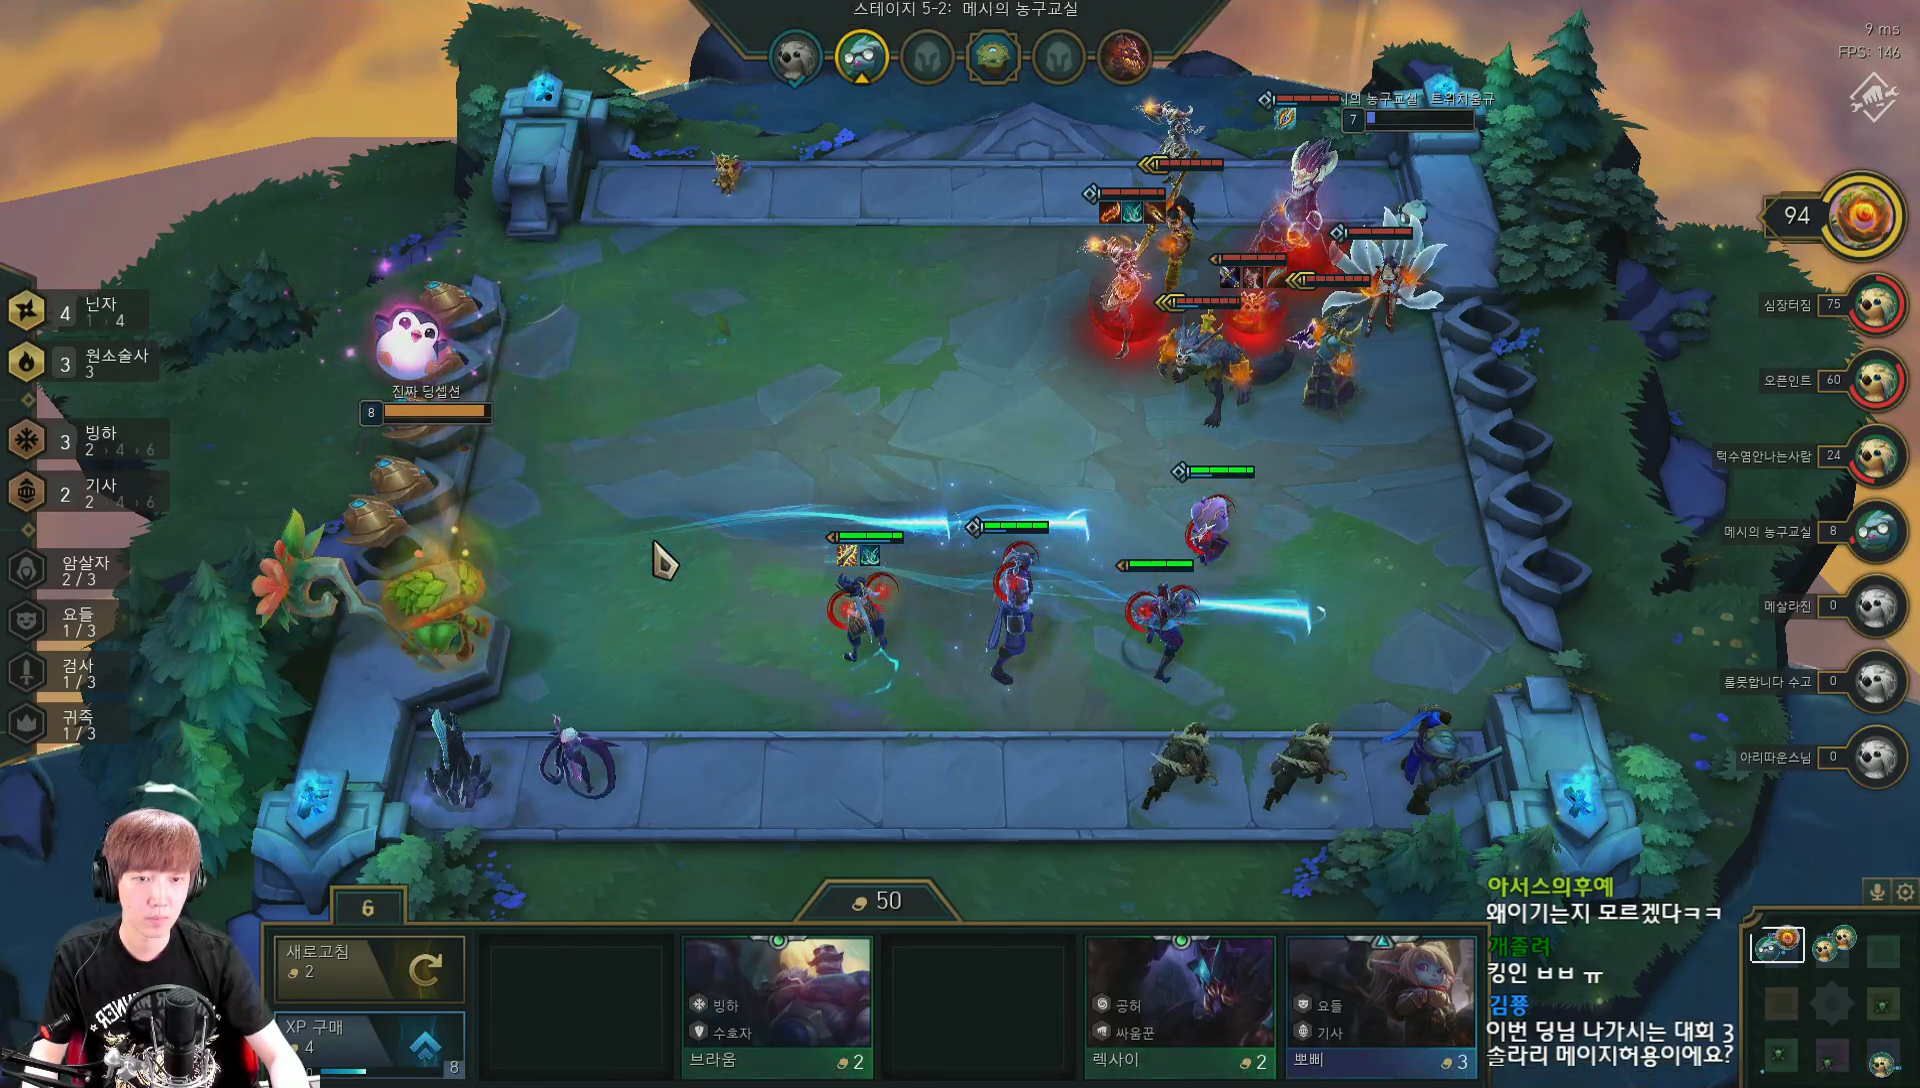 스테이지 5-2: 메시의 농구교실
9 ms
FPS: 146
의 농구교실
트위치웅규
7
94
심장터짐 75
오픈인트 60
턱수염안나는사람 24
메시의 농구교실 8
메살라진 0
롤못합니다 수고 0
아리따운스님 0
4 닌자
1 › 4
3 원소술사
3
3 빙하
2 › 4 › 6
2 기사
2 › 4 › 6
암살자
2 / 3
요들
1 / 3
검사
1 / 3
귀족
1 / 3
진짜 딩셉션
8
6
50
새로고침
2
XP 구매
4
8
빙하
수호자
브라움 2
공허
싸움꾼
렉사이 2
요들
기사
뽀삐 3
아서스의후예
왜이기는지 모르겠다ㅋㅋ
개졸려
킹인 ㅂㅂ ㅠ
김쫑
이번 딩님 나가시는 대회 3
솔라리 메이지허용이에요?